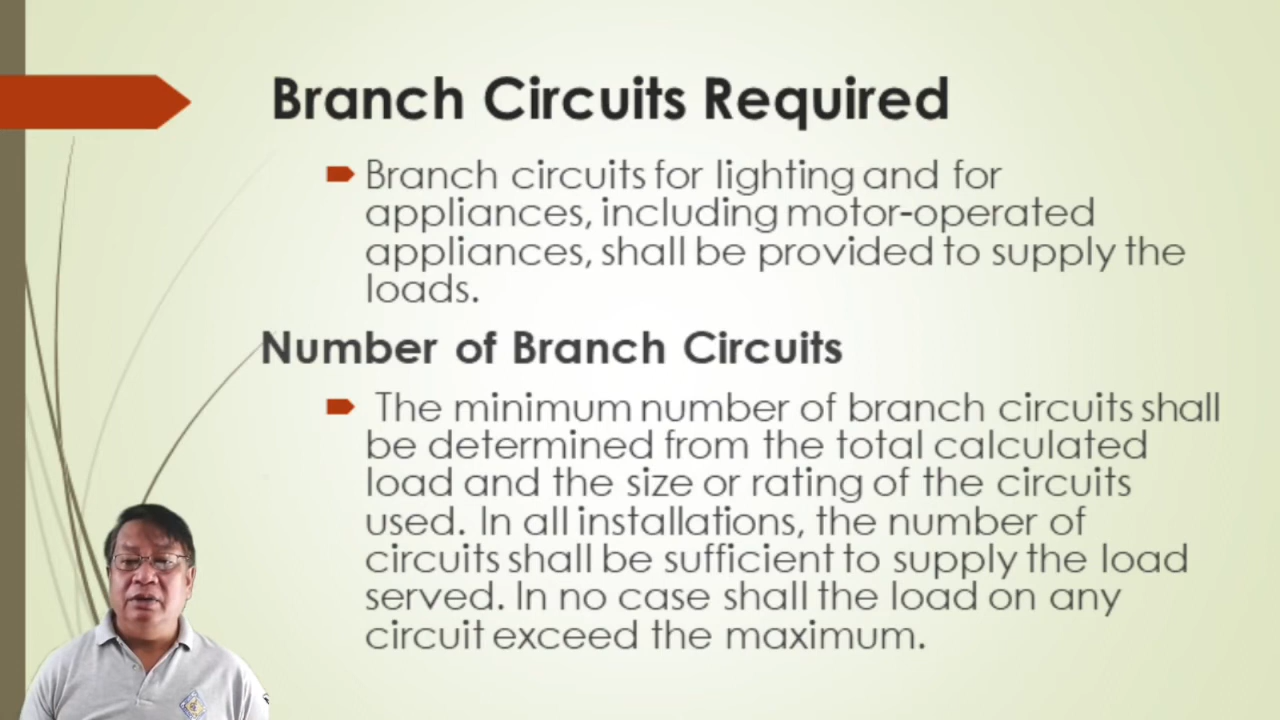 Branch Circuits Required
Branch circuits for lighting and for
appliances, including motor-operated
appliances, shall be provided to supply the
loads.
Number of Branch Circuits
The minimum number of branch circuits shall
be determined from the total calculated
load and the size or rating of the circuits
used. In all installations, the number of
circuits shall be sufficient to supply the load
served. In no case shall the load on any
circuit exceed the maximum.